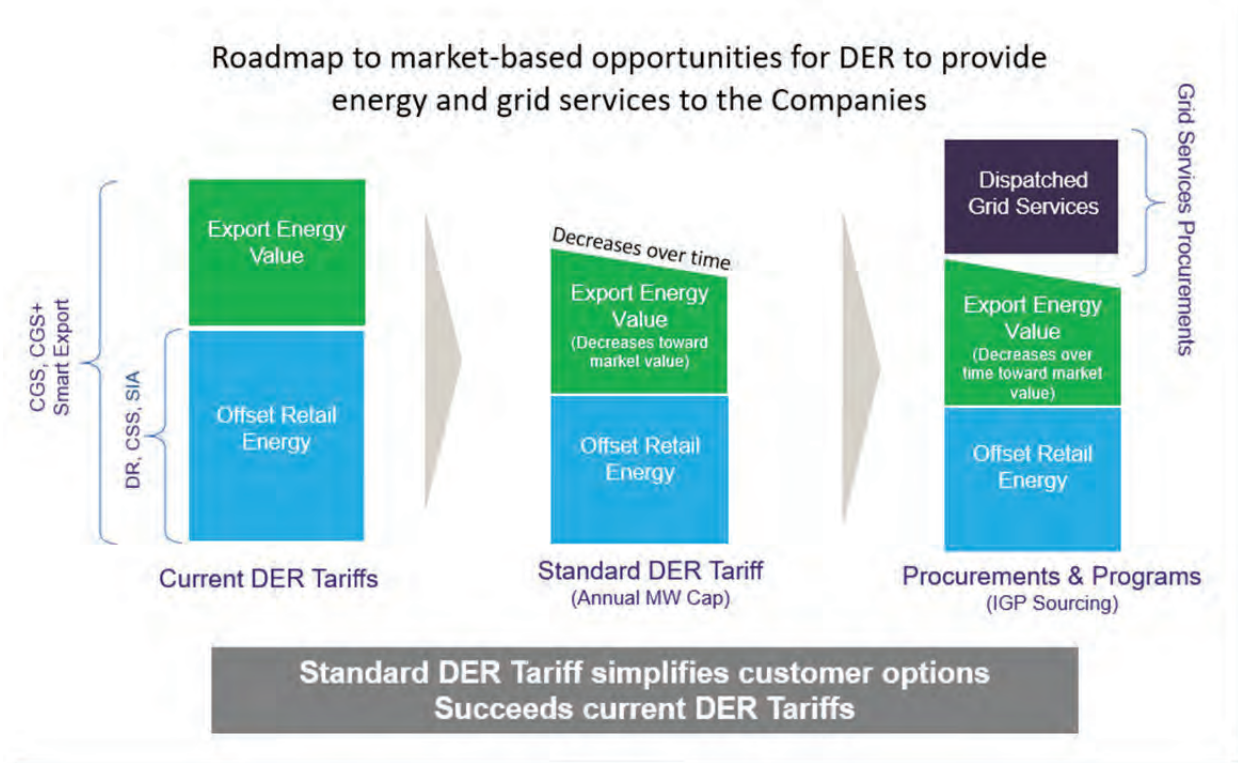 Roadmap to market-based opportunities for DER to provide
energy and grid services to the Companies
CGS, CGS+
Smart Export
DR, CSS, SIA
Export Energy
Value
Offset Retail
Energy
Current DER Tariffs
Decreases over time
Export Energy
Value
(Decreases toward
market value)
Offset Retail
Energy
Standard DER Tariff
(Annual MW Cap)
Dispatched
Grid Services
Export Energy
Value
(Decreases over
time toward market
value)
Offset Retail
Energy
Procurements & Programs
(IGP Sourcing)
Grid Services Procurements
Standard DER Tariff simplifies customer options
Succeeds current DER Tariffs